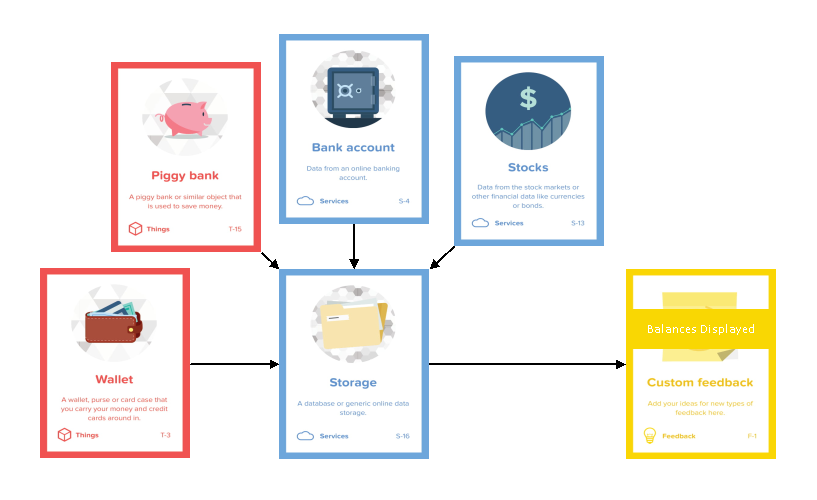 Piggy bank
A piggy bank or similar object that
is used to save money.
Things T-15
Bank account
Data from an online banking
account.
Services S-4
$
Stocks
Data from the stock markets or
other financial data like currencies
or bonds.
Services S-13
Wallet
A wallet, purse or card case that
you carry your money and credit
cards around in.
Things T-3
Storage
A database or generic online data
storage.
Services S-16
Balances Displayed
Custom feedback
Add your ideas for new types of
feedback here.
Feedback F-1